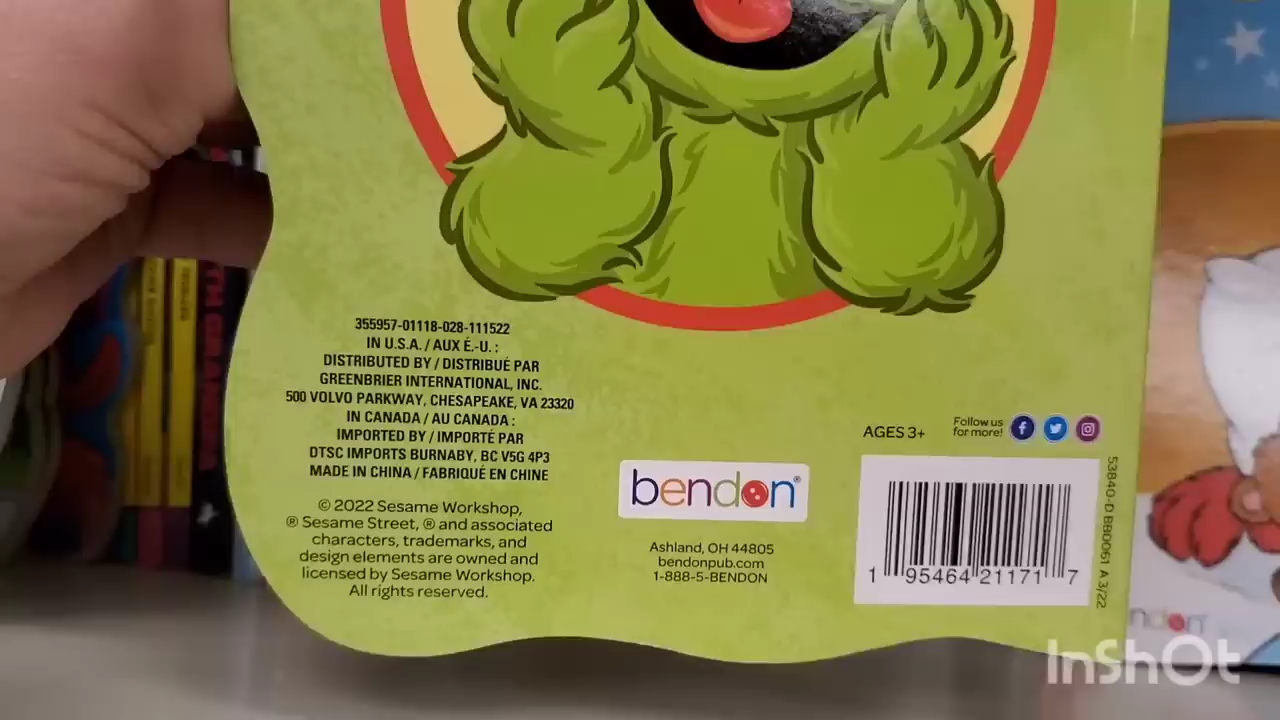 355957-01118-028-111522
IN U.S.A. / AUX É.-U. :
DISTRIBUTED BY / DISTRIBUÉ PAR
GREENBRIER INTERNATIONAL, INC.
500 VOLVO PARKWAY, CHESAPEAKE, VA 23320
IN CANADA / AU CANADA :
IMPORTED BY / IMPORTÉ PAR
DTSC IMPORTS BURNABY, BC V5G 4P3
MADE IN CHINA / FABRIQUÉ EN CHINE
© 2022 Sesame Workshop,
® Sesame Street, ® and associated
characters, trademarks, and
design elements are owned and
licensed by Sesame Workshop.
All rights reserved.
bendon®
Ashland, OH 44805
bendonpub.com
1-888-5-BENDON
AGES 3+
Follow us
for more!
1 95464 21171 7
53840-D BB0061 A 3/22
InShOt